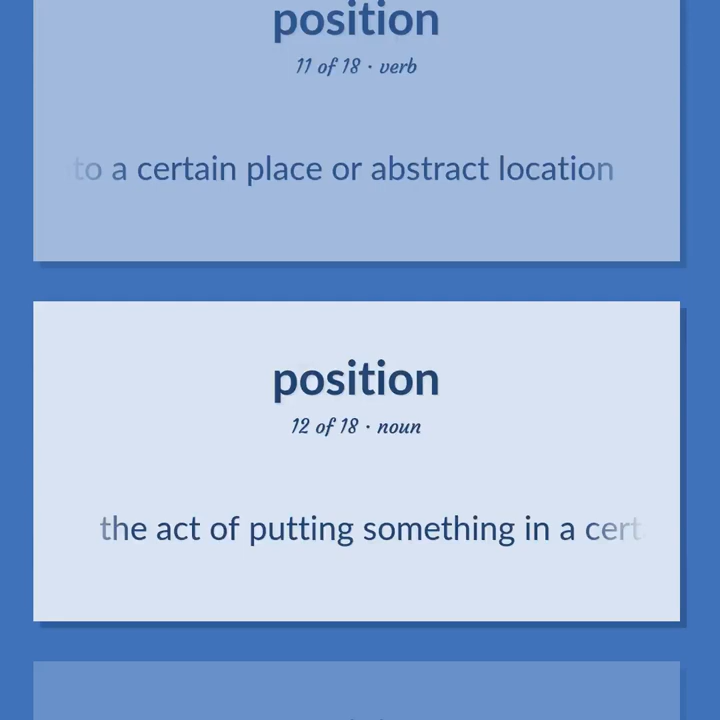 position
11 of 18 · verb
to a certain place or abstract location
position
12 of 18 · noun
the act of putting something in a cert